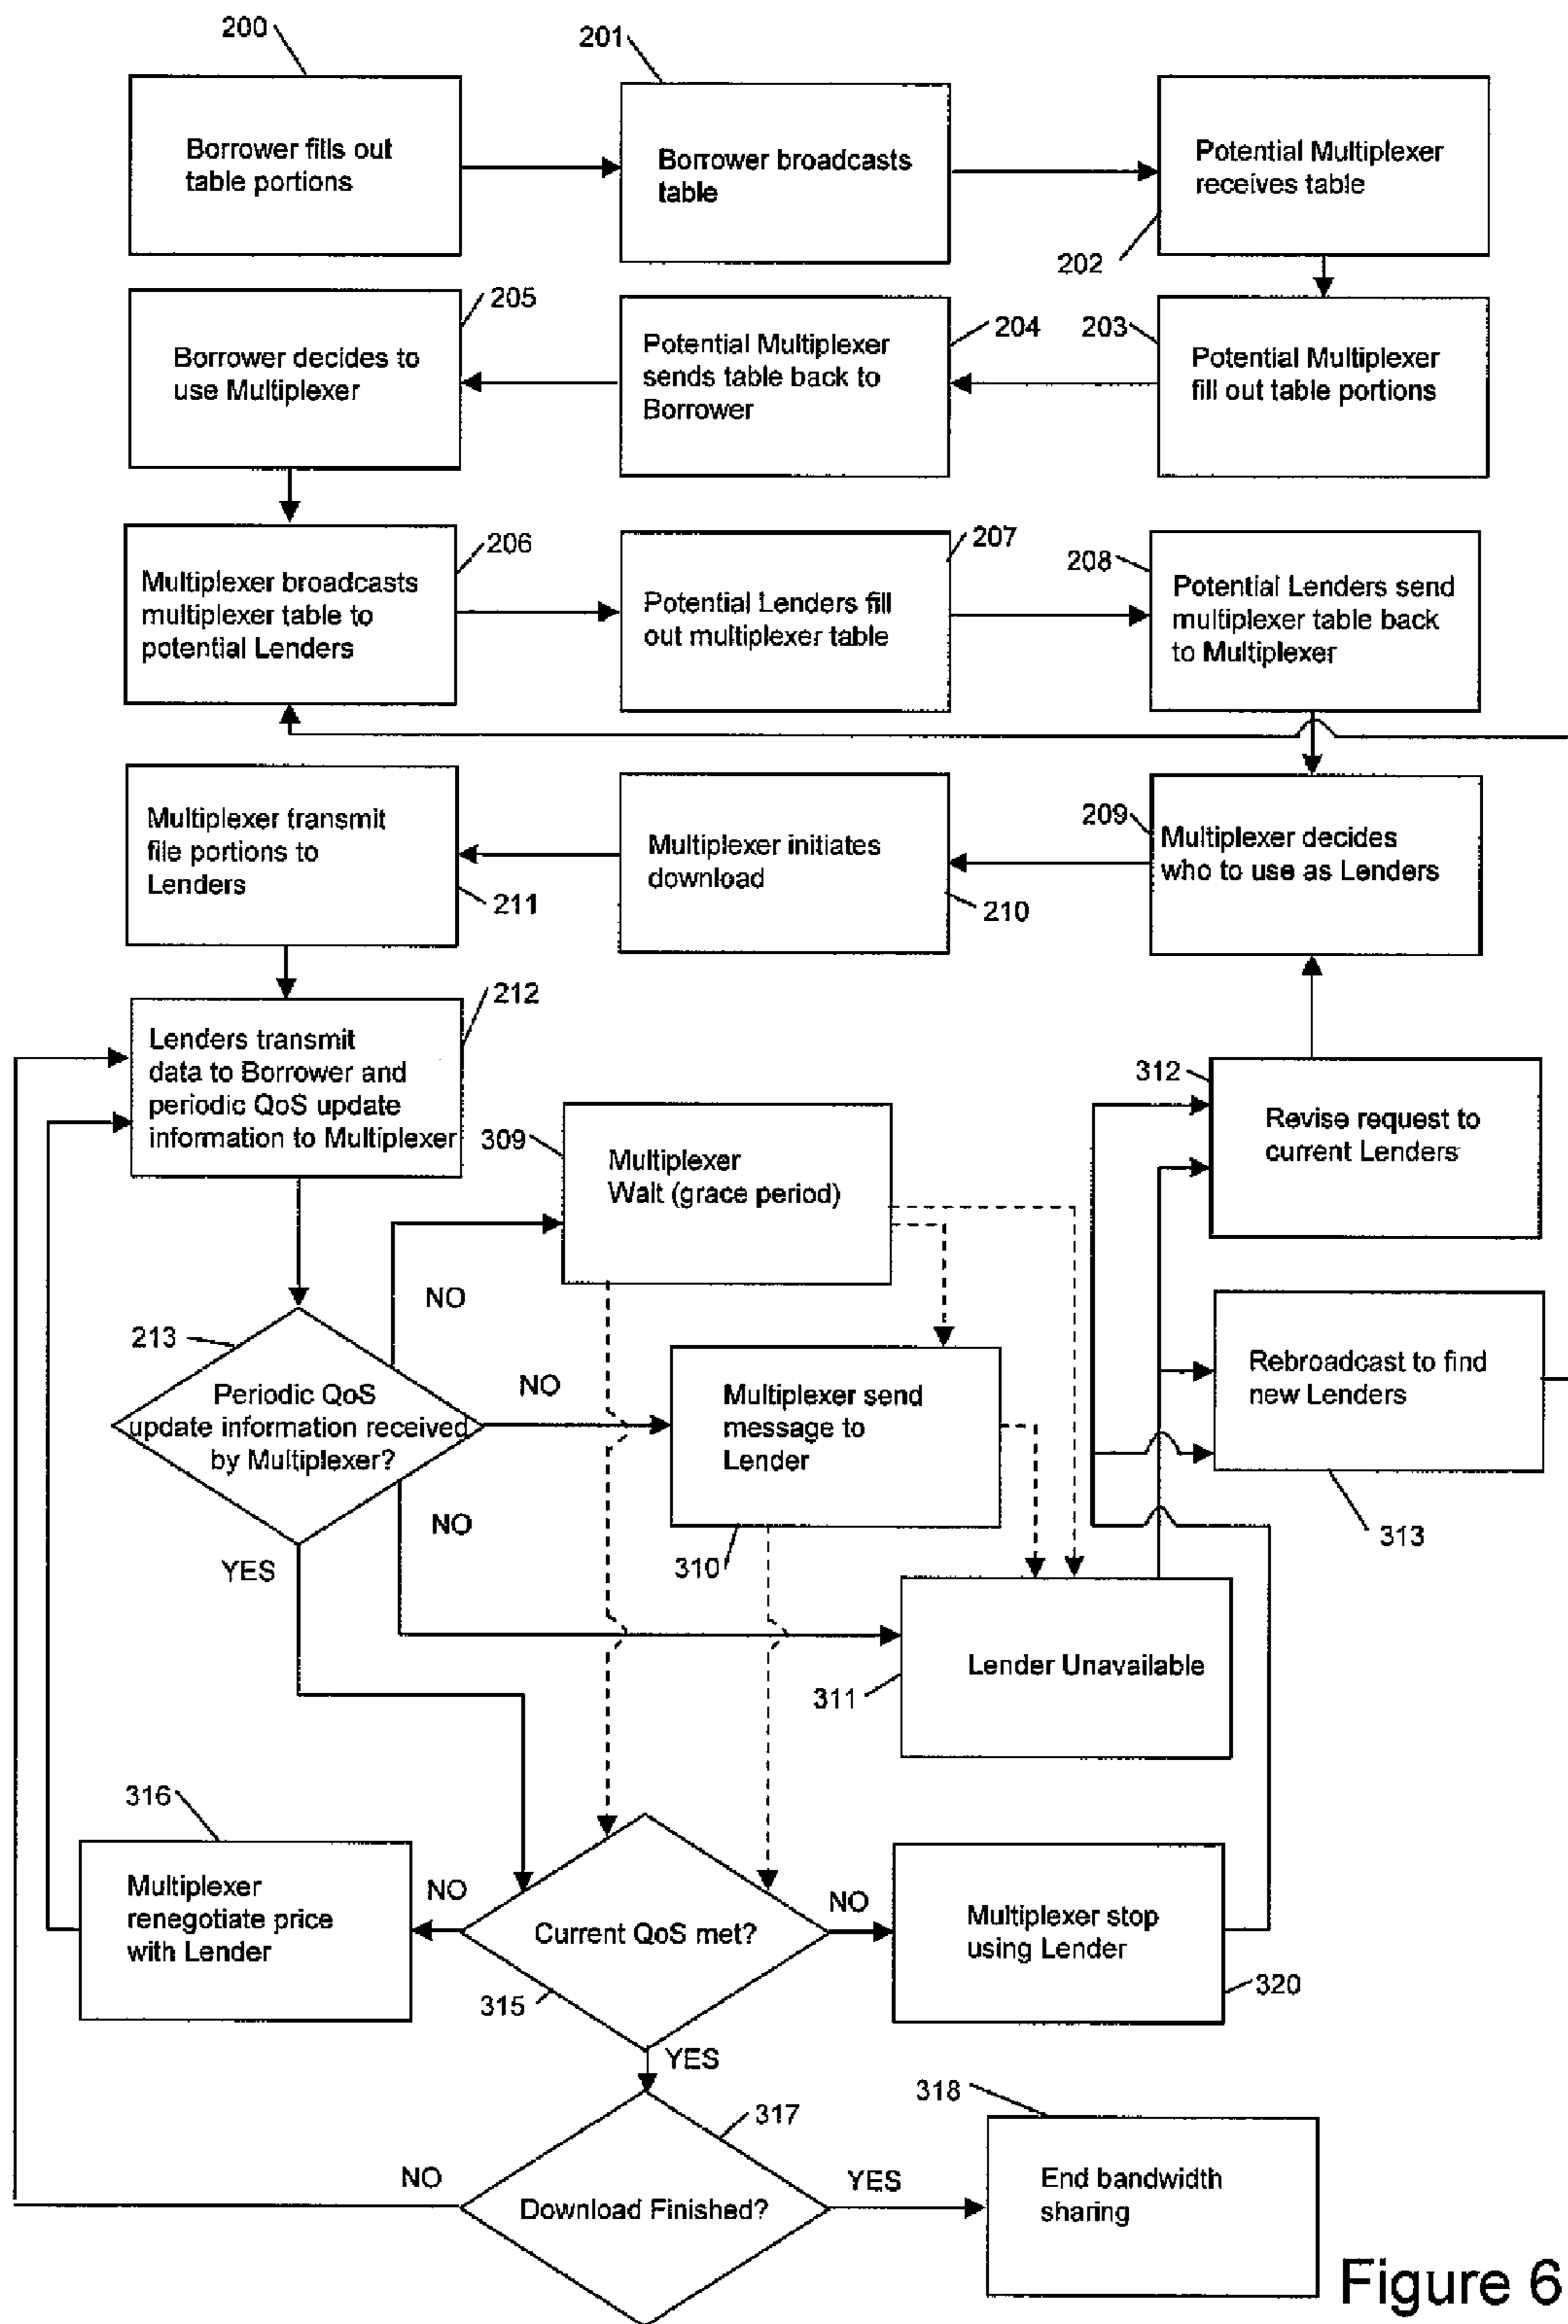 200
201
Borrower fills out
table portions
Borrower broadcasts
table
Potential Multiplexer
receives table
202
205
204
203
Borrower decides to
use Multiplexer
Potential Multiplexer
sends table back to
Borrower
Potential Multiplexer
fill out table portions
206
207
208
Multiplexer broadcasts
multiplexer table to
potential Lenders
Potential Lenders fill
out multiplexer table
Potential Lenders send
multiplexer table back
to Multiplexer
Multiplexer transmit
file portions to
Lenders
211
Multiplexer initiates
download
210
209
Multiplexer decides
who to use as Lenders
212
Lenders transmit
data to Borrower and
periodic QoS update
information to Multiplexer
309
Multiplexer
Wait (grace period)
312
Revise request to
current Lenders
NO
213
Periodic QoS
update information received
by Multiplexer?
NO
Multiplexer send
message to
Lender
310
Rebroadcast to find
new Lenders
313
NO
YES
Lender Unavailable
311
316
Multiplexer
renegotiate price
with Lender
NO
Current QoS met?
315
NO
Multiplexer stop
using Lender
320
YES
317
318
NO
Download Finished?
YES
End bandwidth
sharing
Figure 6